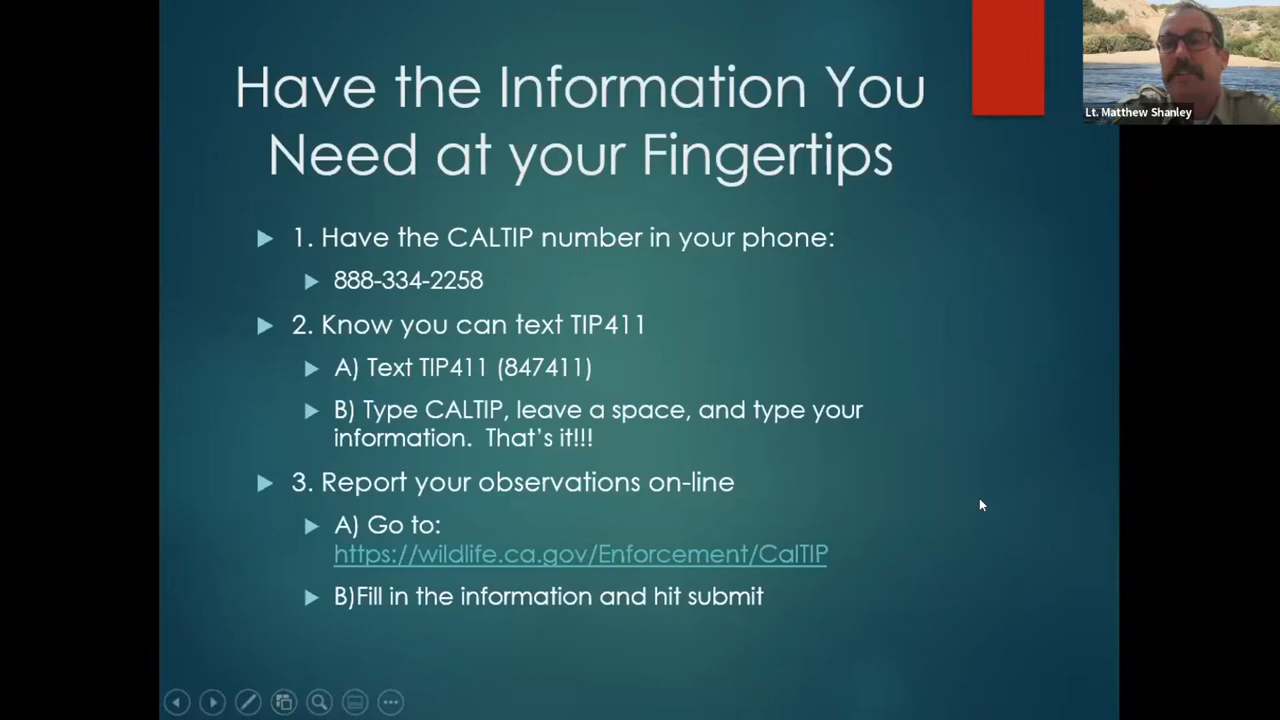 Have the Information You
Need at your Fingertips
1. Have the CALTIP number in your phone:
888-334-2258
2. Know you can text TIP411
A) Text TIP411 (847411)
B) Type CALTIP, leave a space, and type your
information.  That's it!!!
3. Report your observations on-line
A) Go to:
https://wildlife.ca.gov/Enforcement/CalTIP
B)Fill in the information and hit submit
Lt. Matthew Shanley